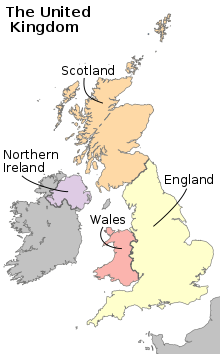 The United
Kingdom
Scotland
Northern
Ireland
England
Wales